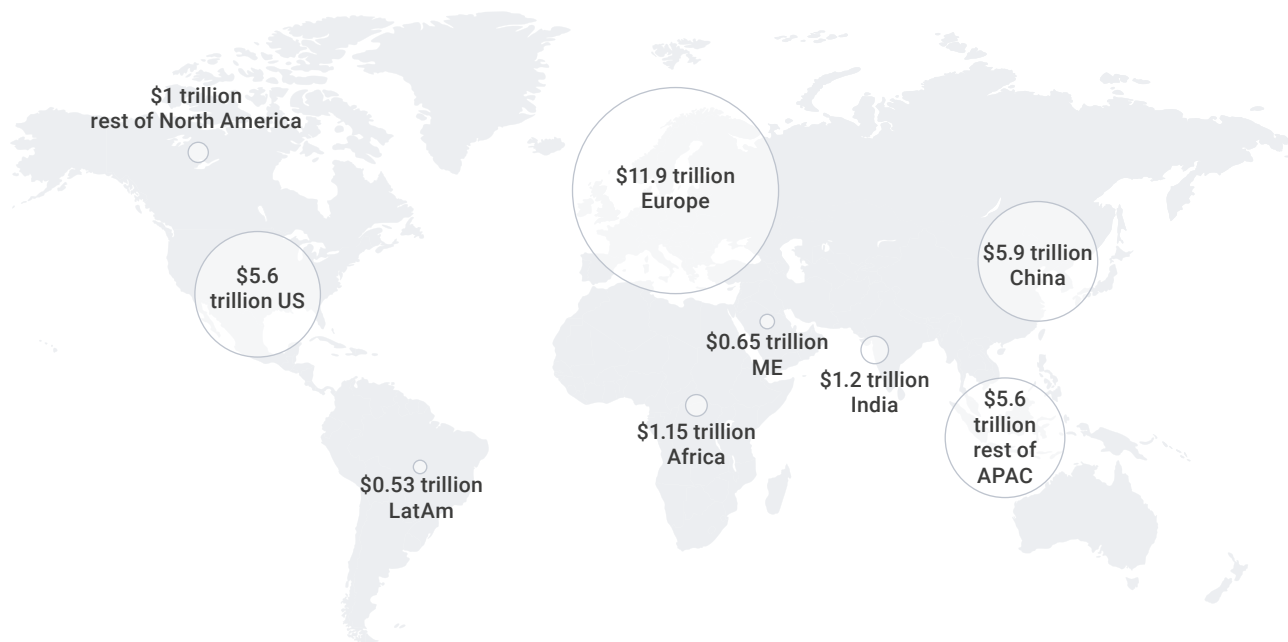 $1 trillion
rest of North America
$11.9 trillion
Europe
$5.9 trillion
China
$5.6
trillion US
$0.65 trillion
ME
$1.2 trillion
India
$5.6
trillion
rest of
APAC
$1.15 trillion
Africa
$0.53 trillion
LatAm